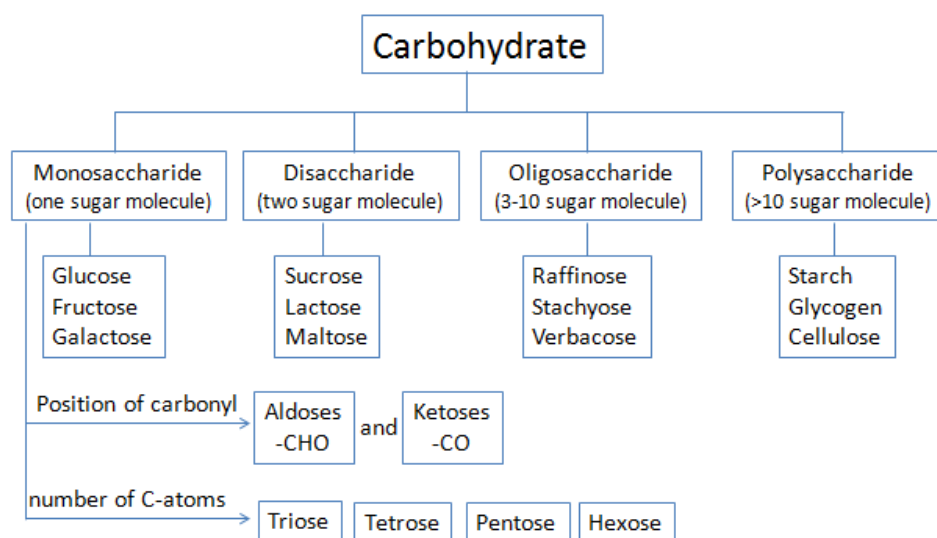 Carbohydrate
Monosaccharide
(one sugar molecule)
Disaccharide
(two sugar molecule)
Oligosaccharide
(3-10 sugar molecule)
Polysaccharide
(>10 sugar molecule)
Glucose
Fructose
Galactose
Sucrose
Lactose
Maltose
Raffinose
Stachyose
Verbacose
Starch
Glycogen
Cellulose
Position of carbonyl
Aldoses
-CHO
and
Ketoses
-CO
number of C-atoms
Triose
Tetrose
Pentose
Hexose